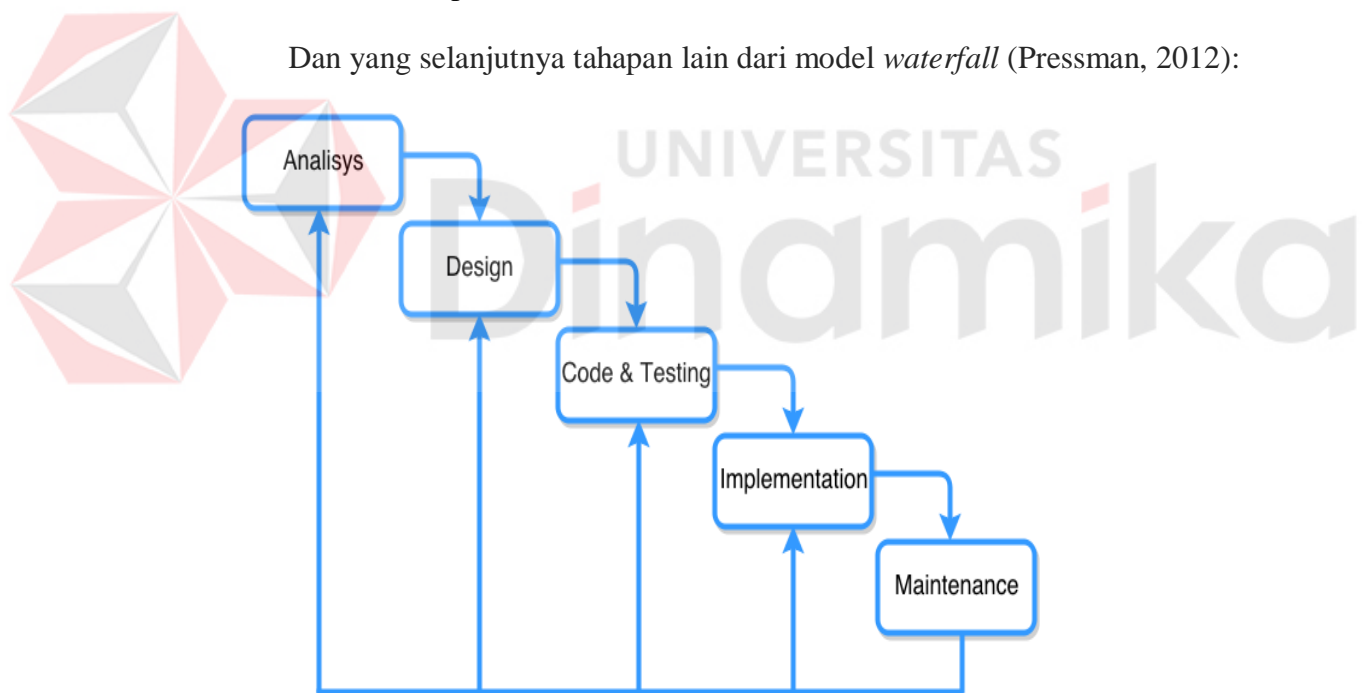 Dan yang selanjutnya tahapan lain dari model waterfall (Pressman, 2012):
UNIVERSITAS
Dinamika
Analisys
Design
Code & Testing
Implementation
Maintenance